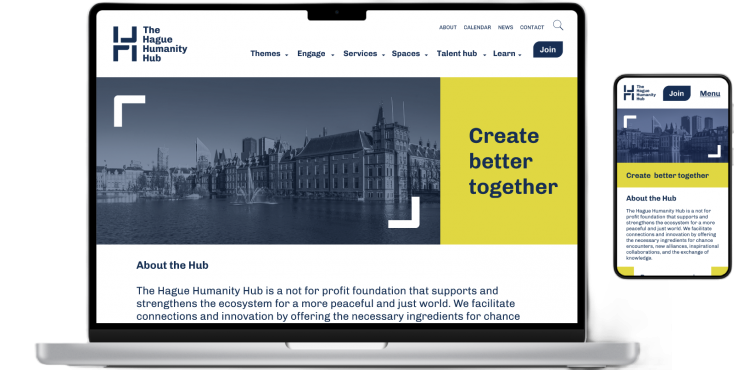 The
Hague
Humanity
Hub
ABOUT CALENDAR NEWS CONTACT
Themes Engage Services Spaces Talent hub Learn Join
Create
better
together
About the Hub
The Hague Humanity Hub is a not for profit foundation that supports and
strengthens the ecosystem for a more peaceful and just world. We facilitate
connections and innovation by offering the necessary ingredients for chance
The
Hague
Humanity
Hub
Join Menu
Create better together
About the Hub
The Hague Humanity Hub is a not for
profit foundation that supports and
strengthens the ecosystem for a more
peaceful and just world. We facilitate
connections and innovation by offering
the necessary ingredients for chance
encounters, new alliances, inspirational
collaborations, and the exchange of
knowledge.